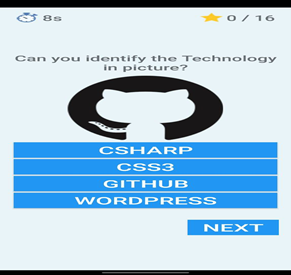 8s
0 / 16
Can you identify the Technology
in picture?
CSHARP
CSS3
GITHUB
WORDPRESS
NEXT